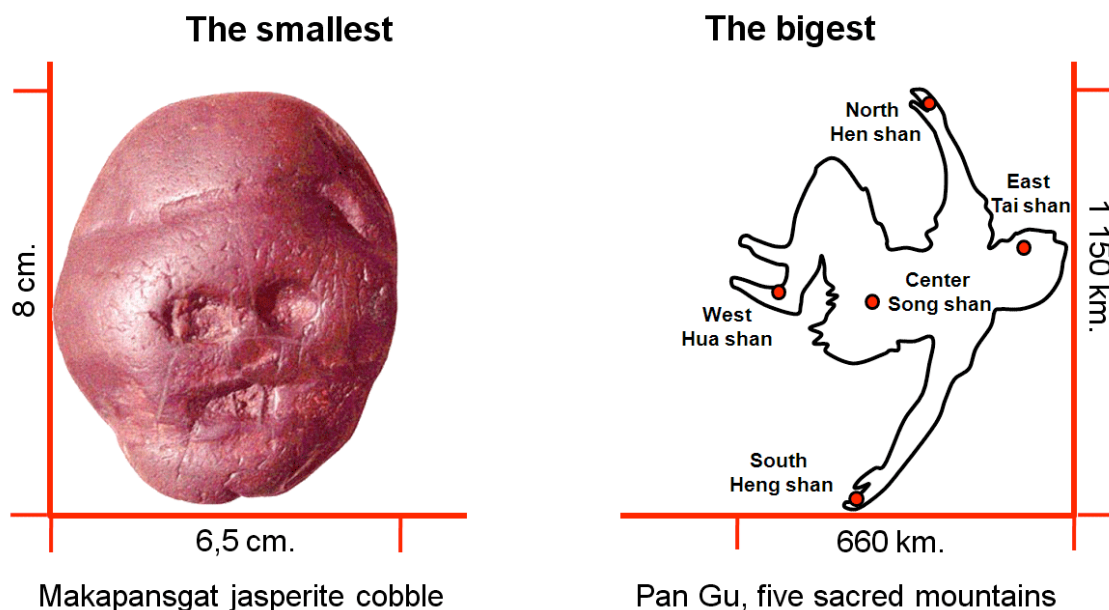 The smallest
The bigest
8 cm.
6,5 cm.
Makapansgat jasperite cobble
North
Hen shan
East
Tai shan
Center
Song shan
West
Hua shan
South
Heng shan
1 150 km.
660 km.
Pan Gu, five sacred mountains